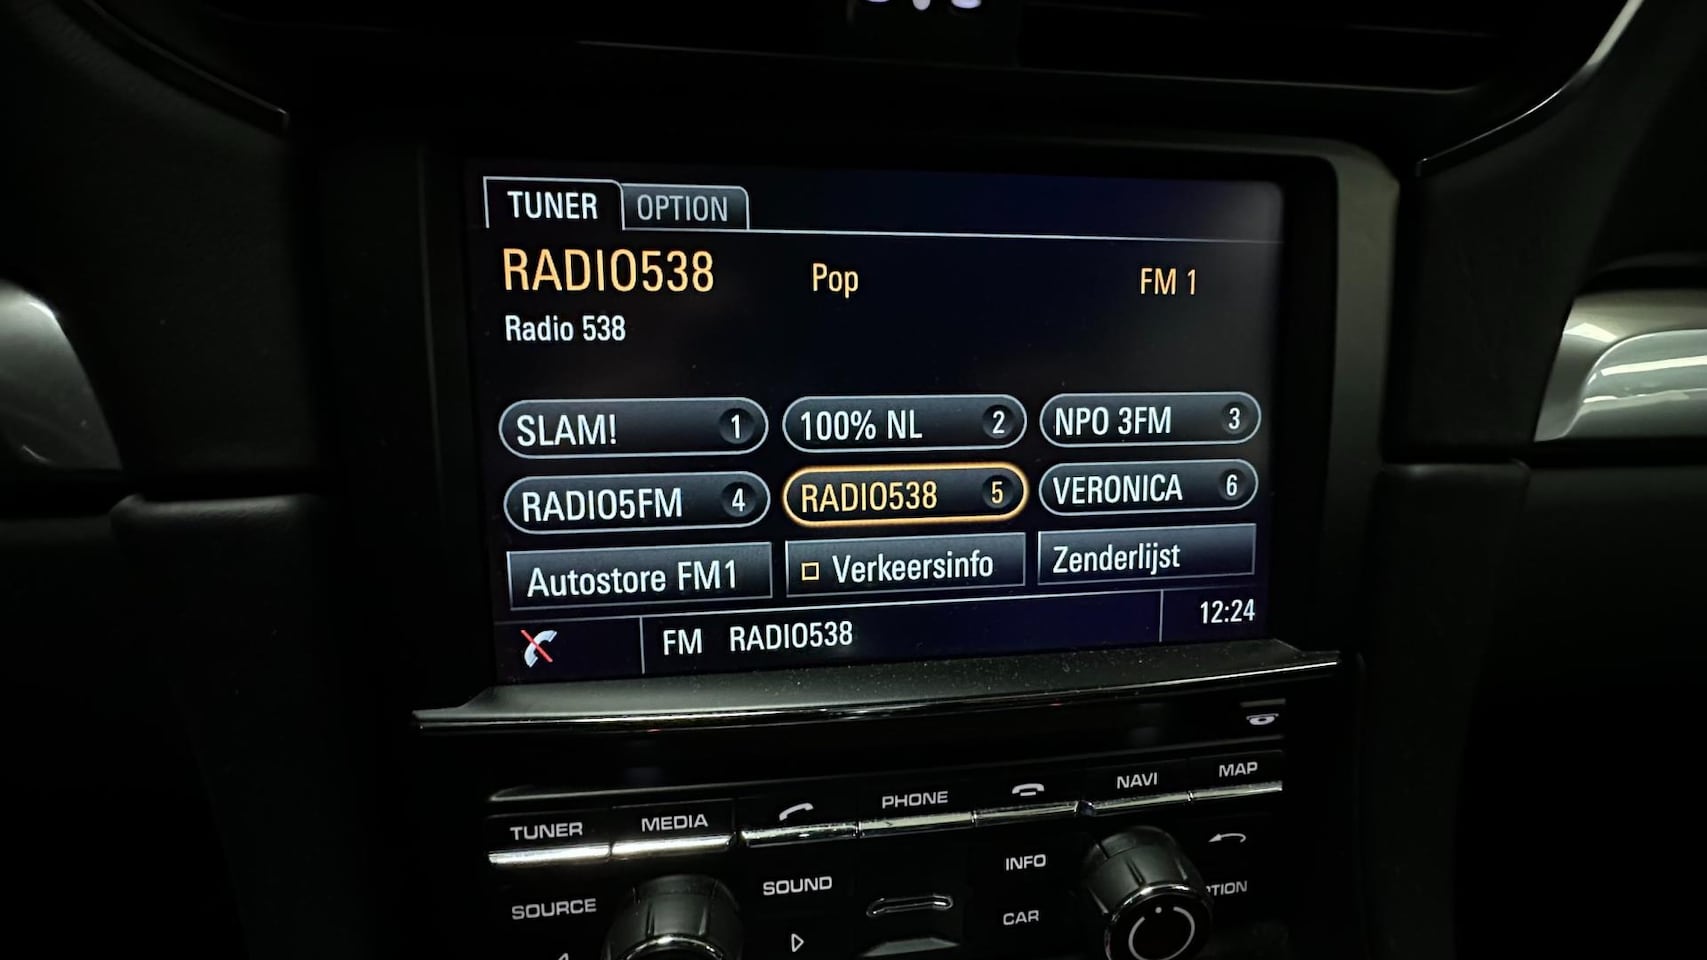 TUNER OPTION
RADIO538 Pop FM 1
Radio 538
SLAM! 1 100% NL 2 NPO 3FM 3
RADIO5FM 4 RADIO538 5 VERONICA 6
Autostore FM1 Verkeersinfo Zenderlijst
FM RADIO538 12:24
TUNER MEDIA PHONE NAVI MAP
SOURCE SOUND INFO
CAR